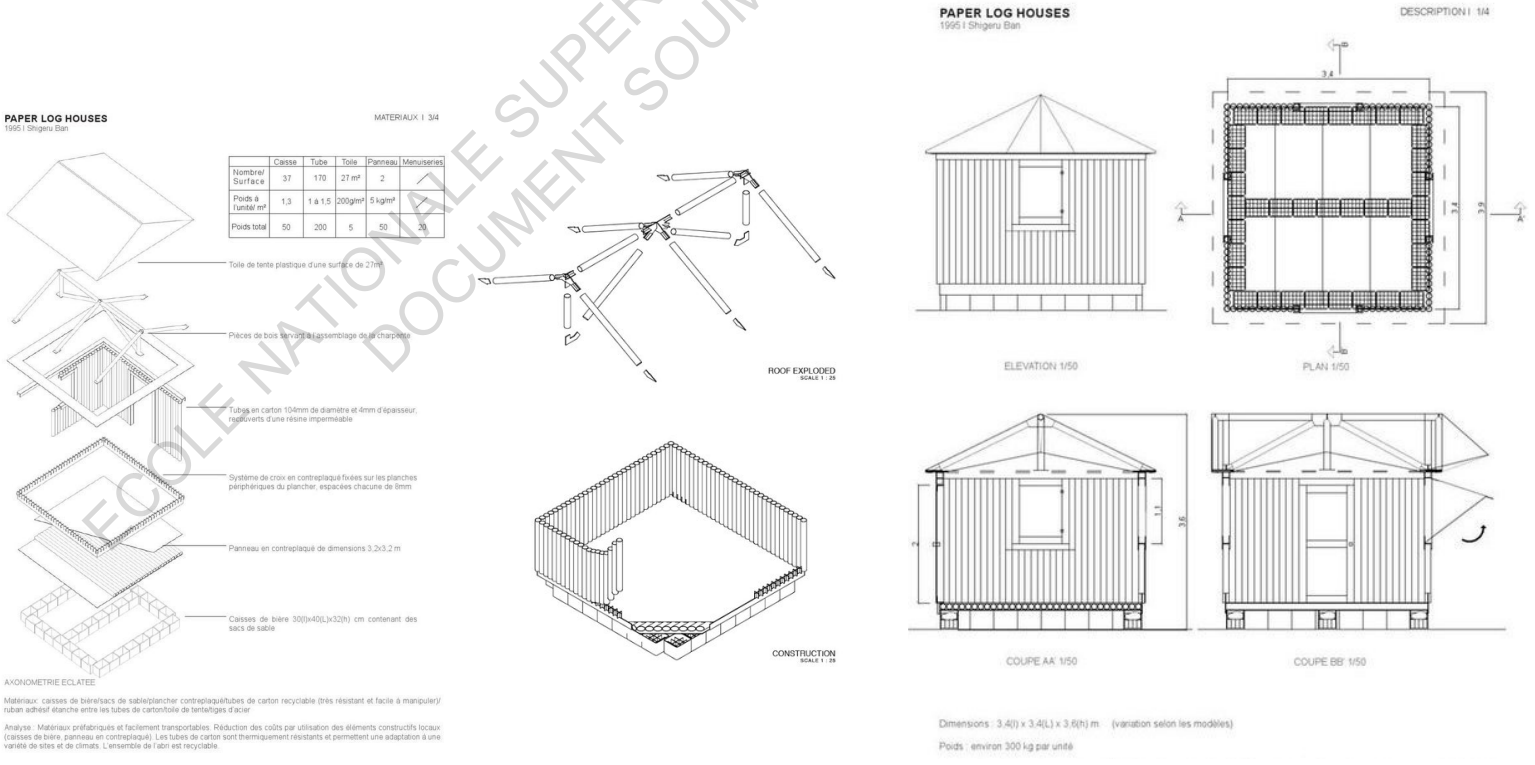 PAPER LOG HOUSES
1995 I Shigeru Ban
MATERIAUX I 3/4
Caisse Tube Toile Panneau Menuiseries
Nombre/
Surface 37 170 27 m² 2
Poids à
l'unité/ m² 1,3 1 à 1,5 200g/m² 5 kg/m²
Poids total 50 200 5 50 20
Toile de tente plastique d'une surface de 27m²
Pièces de bois servant à l'assemblage de la charpente
Tubes en carton 104mm de diamètre et 4mm d'épaisseur,
recouverts d'une résine imperméable
Système de croix en contreplaqué fixées sur les planches
périphériques du plancher, espacées chacune de 8mm
Panneau en contreplaqué de dimensions 3,2x3,2 m
Caisses de bière 30(l)x40(L)x32(h) cm contenant des
sacs de sable
AXONOMETRIE ECLATEE
Matériaux: caisses de bière/sacs de sable/plancher contreplaqué/tubes de carton recyclable (très résistant et facile à manipuler)/
ruban adhésif étanche entre les tubes de carton/toile de tente/tiges d'acier
Analyse : Matériaux préfabriqués et facilement transportables. Réduction des coûts par utilisation des éléments constructifs locaux
(caisses de bière, panneau en contreplaqué). Les tubes de carton sont thermiquement résistants et permettent une adaptation à une
variété de sites et de climats. L'ensemble de l'abri est recyclable.
ROOF EXPLODED
SCALE 1 : 25
CONSTRUCTION
SCALE 1 : 25
ECOLE NATIONALE SUPER
DOCUMENT SOUM
PAPER LOG HOUSES
1995 I Shigeru Ban
DESCRIPTION I 1/4
B
3,4
A
3,4
3,9
A'
B'
ELEVATION 1/50
PLAN 1/50
2
1,1
3,6
COUPE AA' 1/50
COUPE BB' 1/50
Dimensions : 3,4(l) x 3,4(L) x 3,6(h) m (variation selon les modèles)
Poids : environ 300 kg par unité